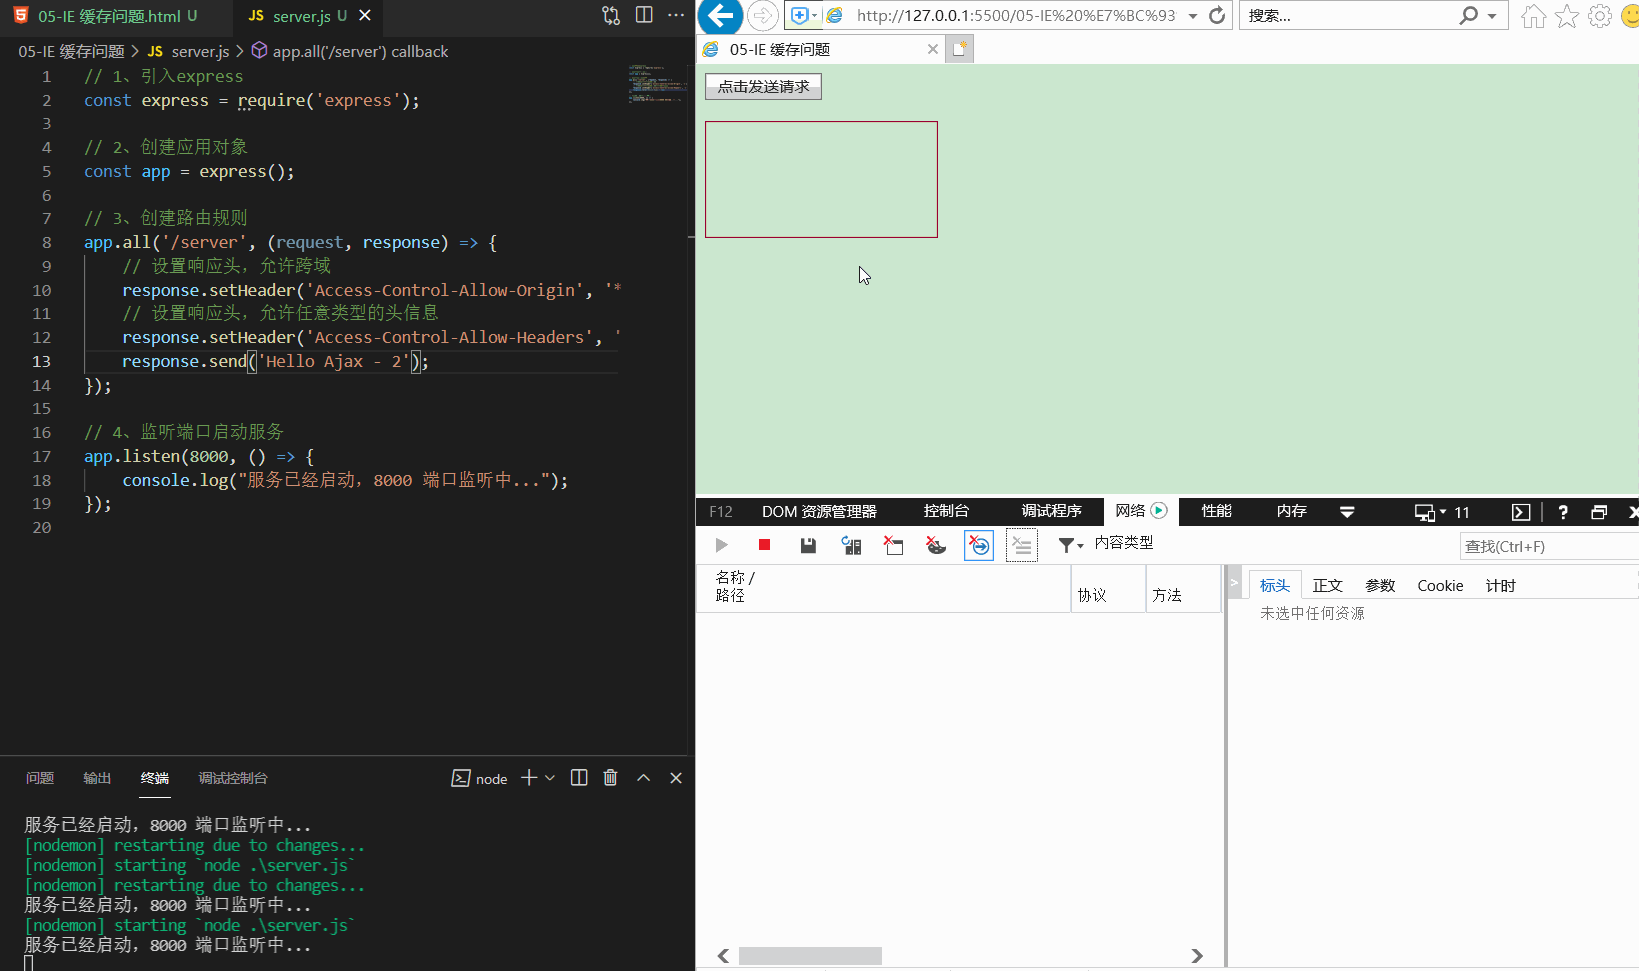 05-IE 缓存问题.html U
JS server.js U
05-IE 缓存问题 > JS server.js > app.all('/server') callback
1 // 1、引入express
2 const express = require('express');
3
4 // 2、创建应用对象
5 const app = express();
6
7 // 3、创建路由规则
8 app.all('/server', (request, response) => {
9 // 设置响应头，允许跨域
10 response.setHeader('Access-Control-Allow-Origin', '*
11 // 设置响应头，允许任意类型的头信息
12 response.setHeader('Access-Control-Allow-Headers', '
13 response.send('Hello Ajax - 2');
14 });
15
16 // 4、监听端口启动服务
17 app.listen(8000, () => {
18 console.log("服务已经启动，8000 端口监听中...");
19 });
20
问题 输出 终端 调试控制台 node
服务已经启动，8000 端口监听中...
[nodemon] restarting due to changes...
[nodemon] starting `node .\server.js`
[nodemon] restarting due to changes...
服务已经启动，8000 端口监听中...
[nodemon] starting `node .\server.js`
服务已经启动，8000 端口监听中...
http://127.0.0.1:5500/05-IE%20%E7%BC%93
搜索...
05-IE 缓存问题
点击发送请求
F12 DOM 资源管理器 控制台 调试程序 网络 性能 内存 11
内容类型
查找(Ctrl+F)
名称 /
路径
协议
方法
标头 正文 参数 Cookie 计时
未选中任何资源